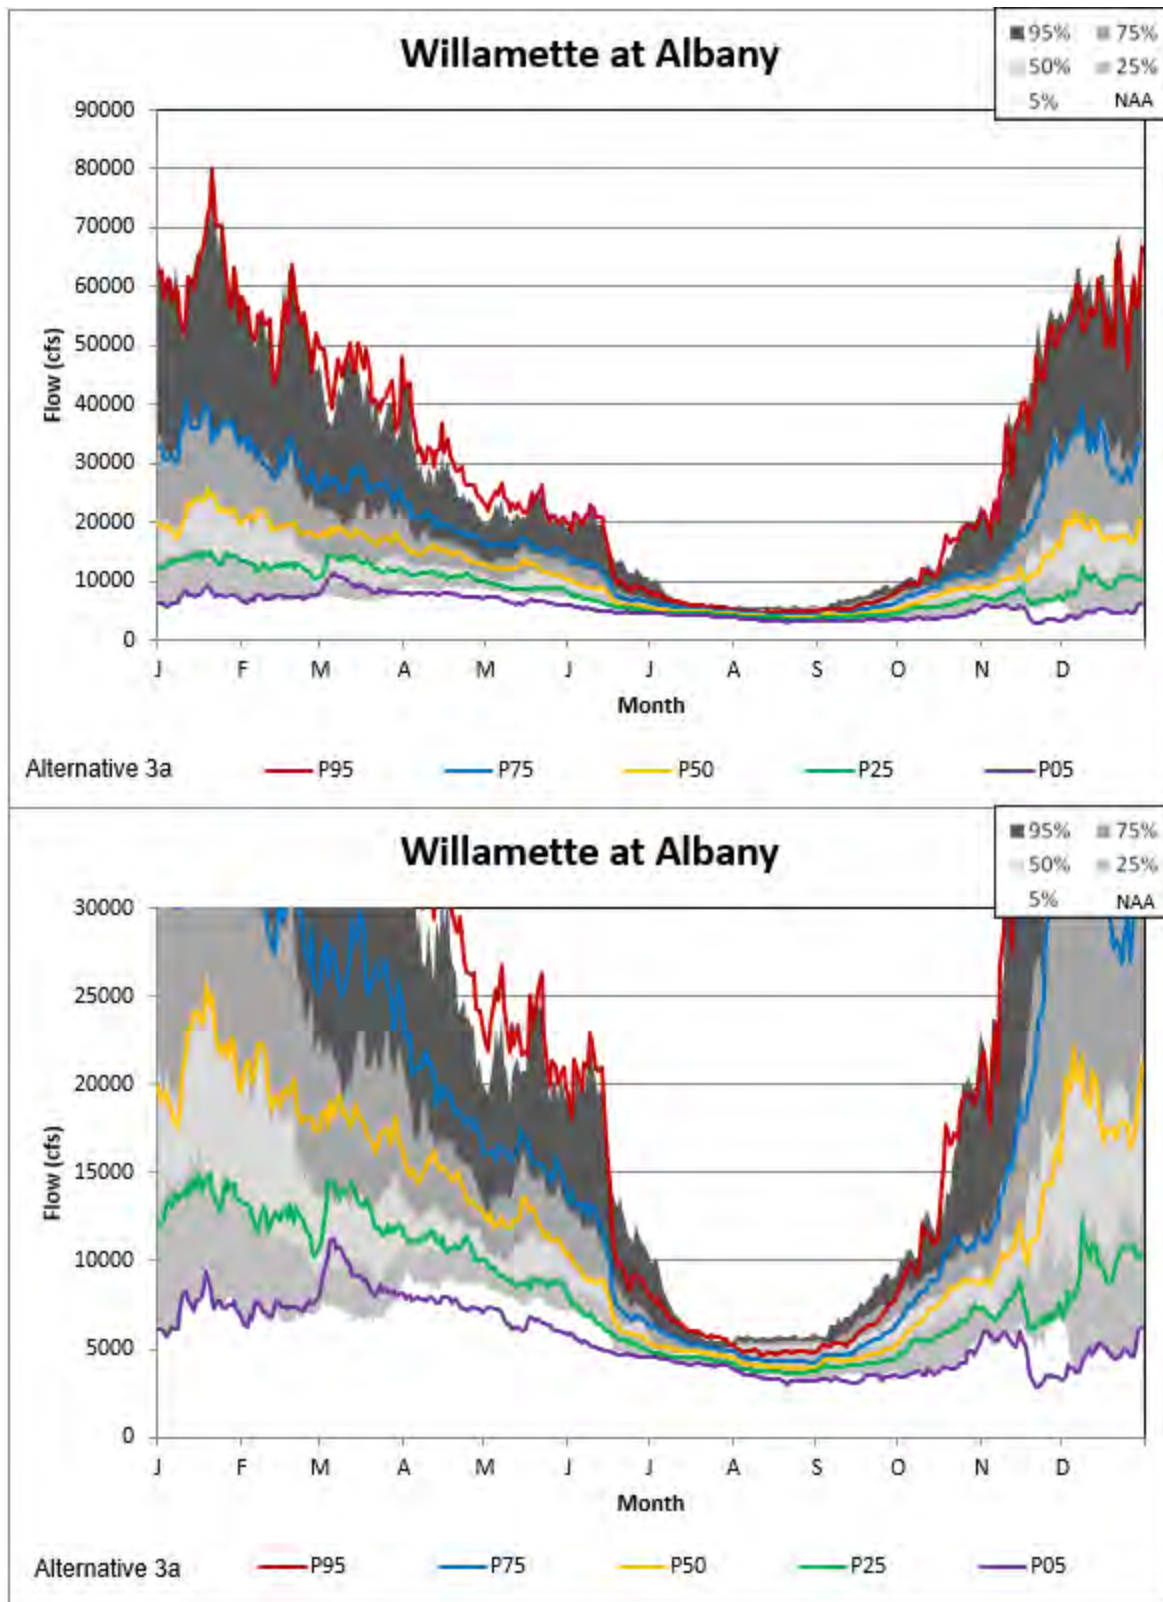 Willamette at Albany
95% 75%
50% 25%
5% NAA
90000
80000
70000
60000
50000
40000
30000
20000
10000
0
Flow (cfs)
J F M A M J J A S O N D
Month
Alternative 3a P95 P75 P50 P25 P05
Willamette at Albany
95% 75%
50% 25%
5% NAA
30000
25000
20000
15000
10000
5000
0
Flow (cfs)
J F M A M J J A S O N D
Month
Alternative 3a P95 P75 P50 P25 P05